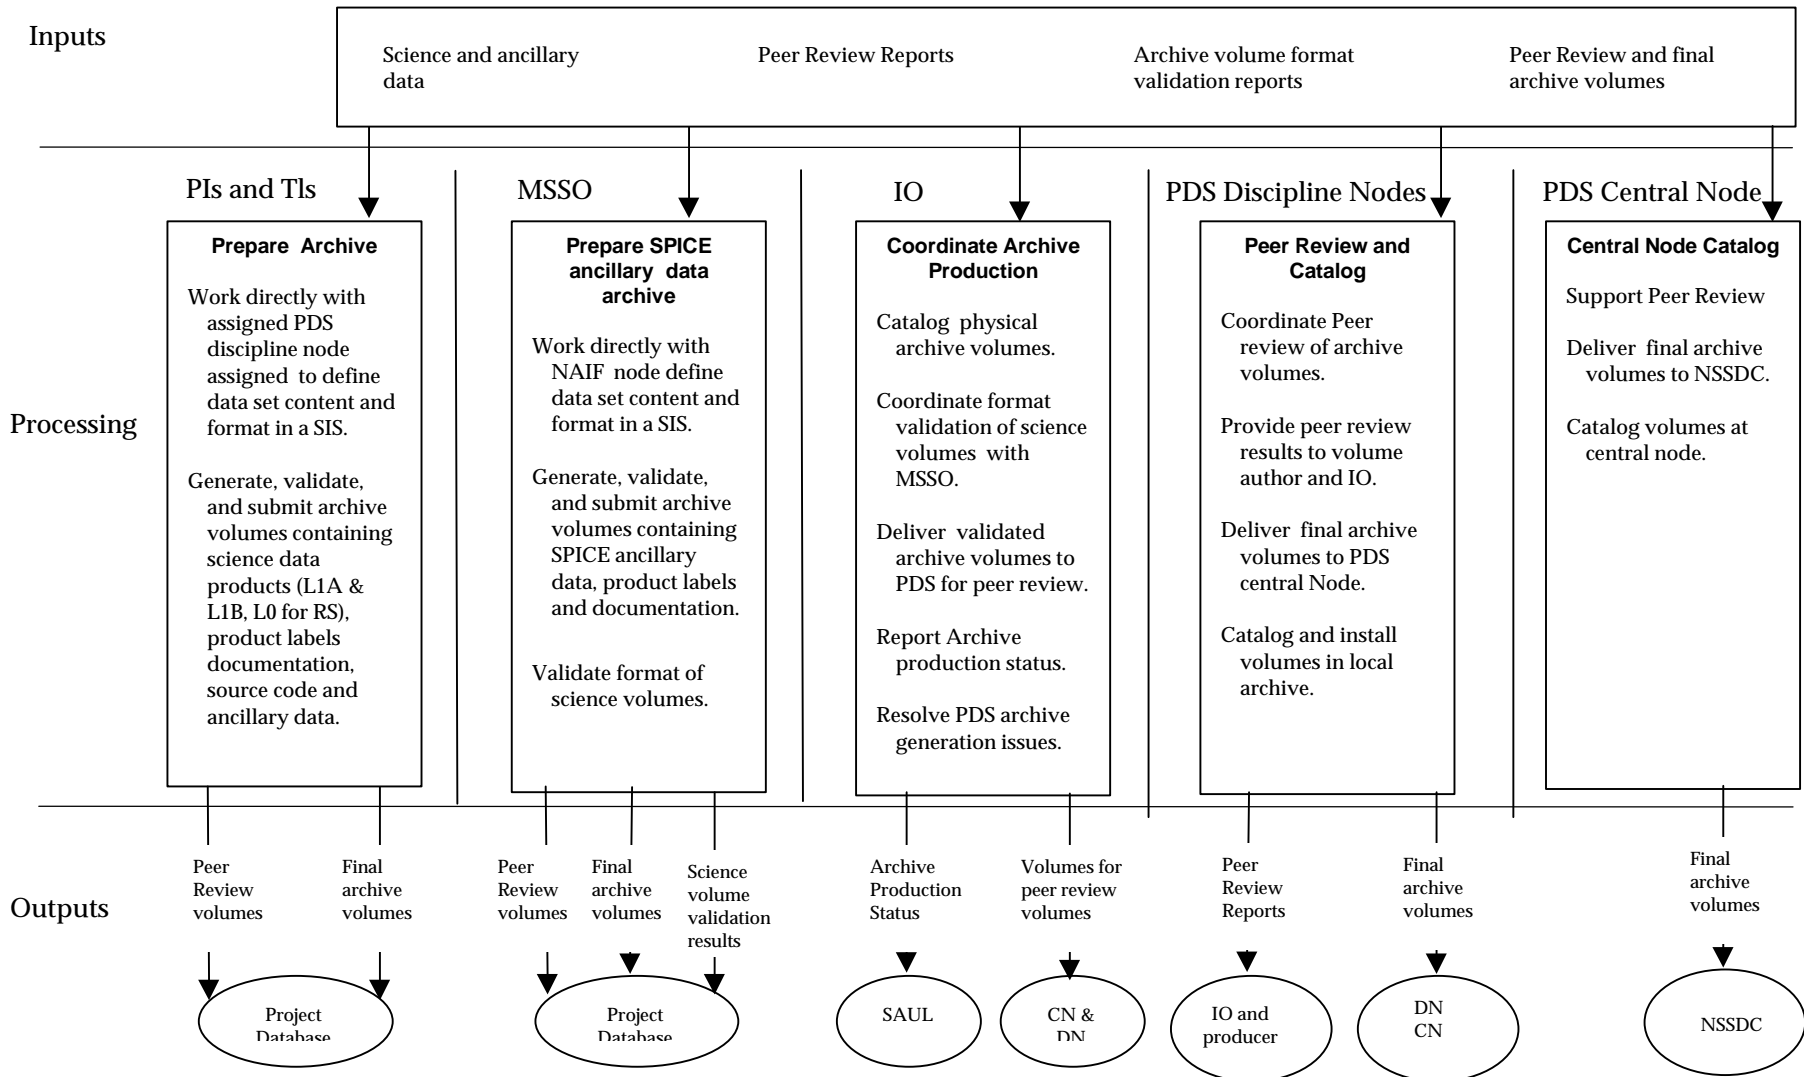 Inputs
Science and ancillary
data
Peer Review Reports
Archive volume format
validation reports
Peer Review and final
archive volumes
Processing
PIs and TIs
Prepare Archive
Work directly with
assigned PDS
discipline node
assigned to define
data set content and
format in a SIS.
Generate, validate,
and submit archive
volumes containing
science data
products (L1A &
L1B, L0 for RS),
product labels
documentation,
source code and
ancillary data.
MSSO
Prepare SPICE
ancillary data
archive
Work directly with
NAIF node define
data set content and
format in a SIS.
Generate, validate,
and submit archive
volumes containing
SPICE ancillary
data, product labels
and documentation.
Validate format of
science volumes.
IO
Coordinate Archive
Production
Catalog physical
archive volumes.
Coordinate format
validation of science
volumes with
MSSO.
Deliver validated
archive volumes to
PDS for peer review.
Report Archive
production status.
Resolve PDS archive
generation issues.
PDS Discipline Nodes
Peer Review and
Catalog
Coordinate Peer
review of archive
volumes.
Provide peer review
results to volume
author and IO.
Deliver final archive
volumes to PDS
central Node.
Catalog and install
volumes in local
archive.
PDS Central Node
Central Node Catalog
Support Peer Review
Deliver final archive
volumes to NSSDC.
Catalog volumes at
central node.
Outputs
Peer
Review
volumes
Final
archive
volumes
Project
Database
Peer
Review
volumes
Final
archive
volumes
Science
volume
validation
results
Project
Database
Archive
Production
Status
SAUL
Volumes for
peer review
volumes
CN &
DN
Peer
Review
Reports
IO and
producer
Final
archive
volumes
DN
CN
Final
archive
volumes
NSSDC